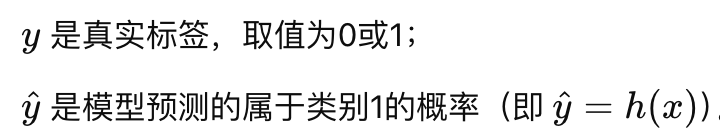 y 是真实标签，取值为0或1；
ŷ 是模型预测的属于类别1的概率（即 ŷ = h(x)）